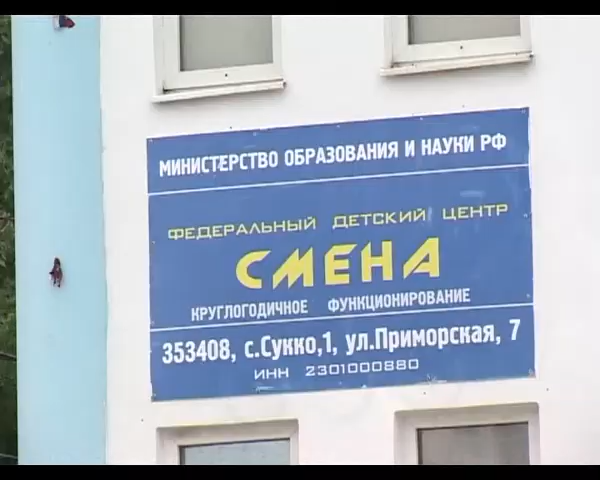 МИНИСТЕРСТВО ОБРАЗОВАНИЯ И НАУКИ РФ
ФЕДЕРАЛЬНЫЙ ДЕТСКИЙ ЦЕНТР
СМЕНА
КРУГЛОГОДИЧНОЕ ФУНКЦИОНИРОВАНИЕ
353408, с.Сукко,1, ул.Приморская, 7
ИНН 2301000880